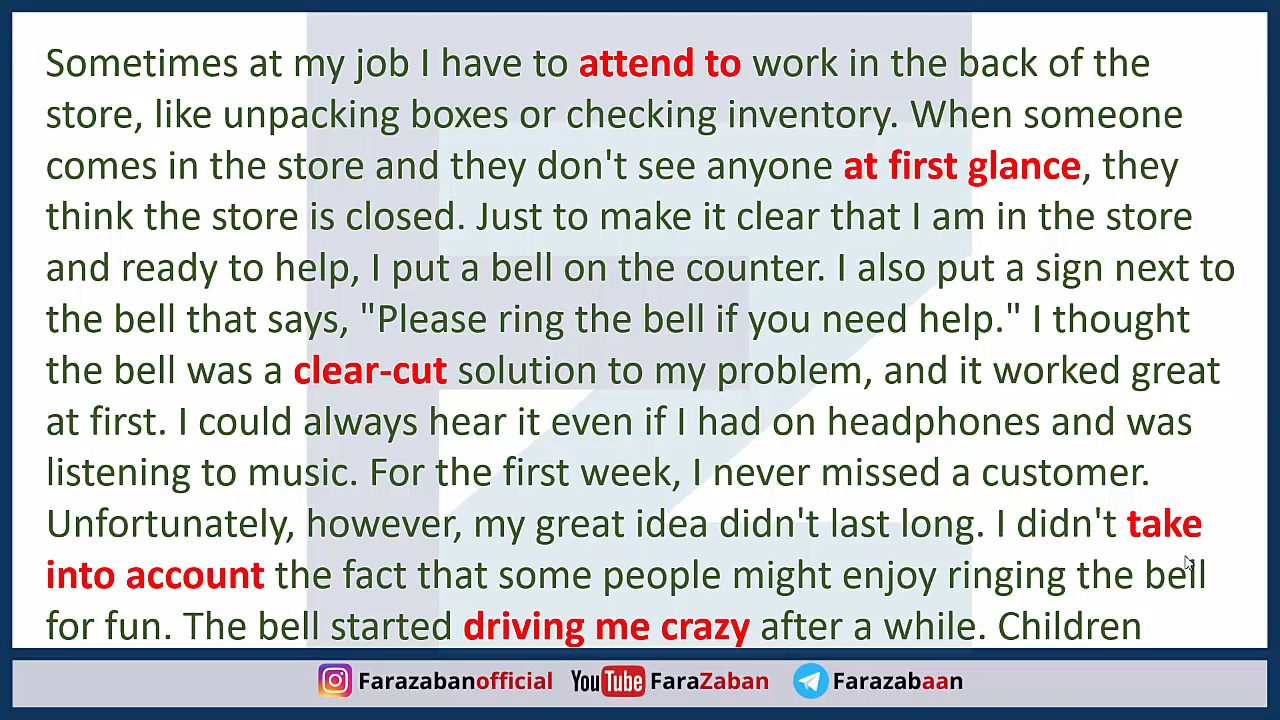 Sometimes at my job I have to attend to work in the back of the
store, like unpacking boxes or checking inventory. When someone
comes in the store and they don't see anyone at first glance, they
think the store is closed. Just to make it clear that I am in the store
and ready to help, I put a bell on the counter. I also put a sign next to
the bell that says, "Please ring the bell if you need help." I thought
the bell was a clear-cut solution to my problem, and it worked great
at first. I could always hear it even if I had on headphones and was
listening to music. For the first week, I never missed a customer.
Unfortunately, however, my great idea didn't last long. I didn't take
into account the fact that some people might enjoy ringing the bell
for fun. The bell started driving me crazy after a while. Children
Farazabanofficial YouTube FaraZaban Farazabaan